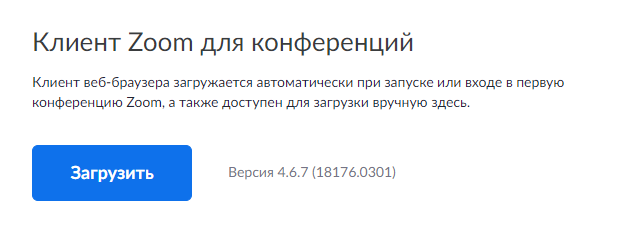 Клиент Zoom для конференций
Клиент веб-браузера загружается автоматически при запуске или входе в первую
конференцию Zoom, а также доступен для загрузки вручную здесь.
Загрузить
Версия 4.6.7 (18176.0301)